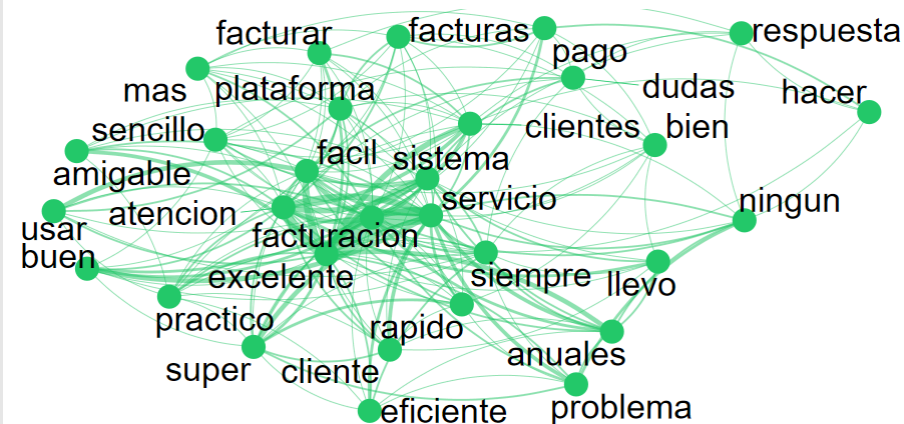 facturar
facturas
respuesta
pago
mas
plataforma
dudas
hacer
sencillo
clientes
bien
facil
sistema
amigable
servicio
ningun
atencion
usar
facturacion
buen
excelente
siempre
llevo
practico
rapido
anuales
super
cliente
eficiente
problema